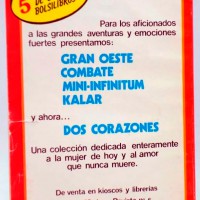 5 DE
BOLSILIBROS
Para los aficionados
a las grandes aventuras y emociones
fuertes presentamos:
GRAN OESTE
COMBATE
MINI-INFINITUM
KALAR
y ahora...
DOS CORAZONES
Una colección dedicada enteramente
a la mujer de hoy y al amor
que nunca muere.
De venta en kioscos y librerías